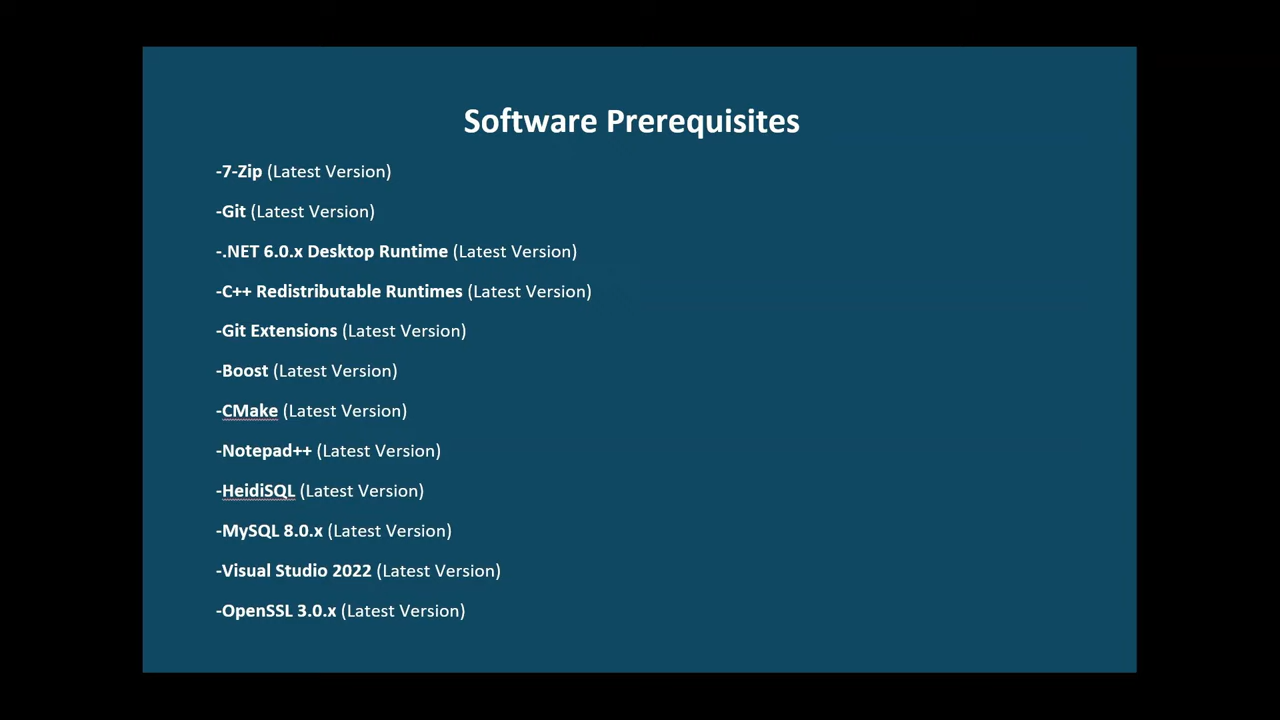 Software Prerequisites
-7-Zip (Latest Version)
-Git (Latest Version)
-.NET 6.0.x Desktop Runtime (Latest Version)
-C++ Redistributable Runtimes (Latest Version)
-Git Extensions (Latest Version)
-Boost (Latest Version)
-CMake (Latest Version)
-Notepad++ (Latest Version)
-HeidiSQL (Latest Version)
-MySQL 8.0.x (Latest Version)
-Visual Studio 2022 (Latest Version)
-OpenSSL 3.0.x (Latest Version)